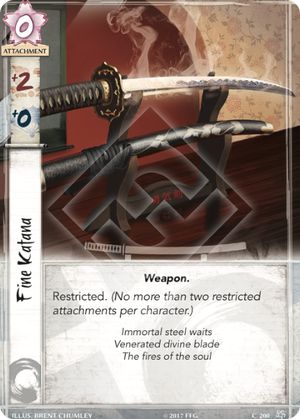 0
ATTACHMENT
+2
+0
Fine Katana
Weapon.
Restricted. (No more than two restricted
attachments per character.)
Immortal steel waits
Venerated divine blade
The fires of the soul
ILLUS. BRENT CHUMLEY
© 2017 FFG
C 200